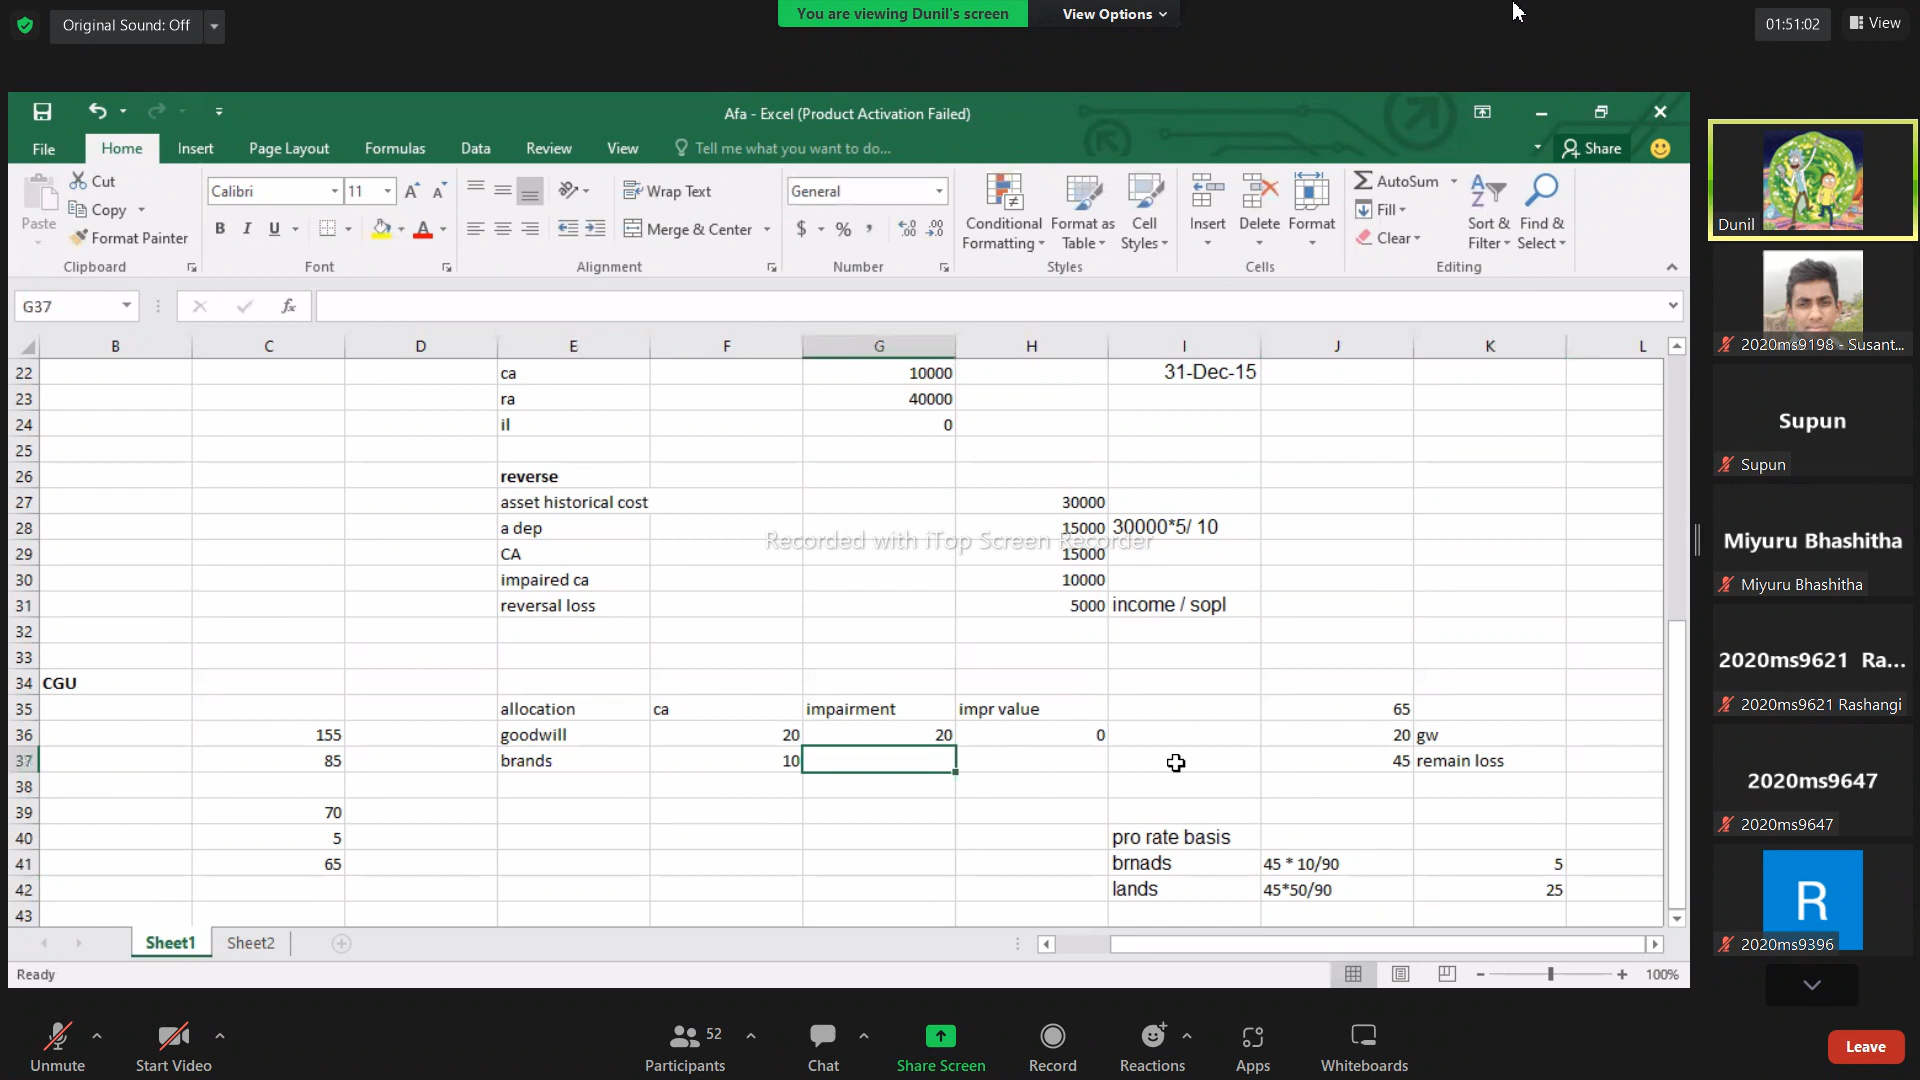 Original Sound: Off
You are viewing Dunil's screen
View Options
01:51:02
View
Afa - Excel (Product Activation Failed)
File
Home
Insert
Page Layout
Formulas
Data
Review
View
Tell me what you want to do...
Share
Paste
Cut
Copy
Format Painter
Clipboard
Calibri
11
B I U
Font
Wrap Text
Merge & Center
Alignment
General
$ % ,
Number
Conditional Formatting
Format as Table
Cell Styles
Styles
Insert
Delete
Format
Cells
AutoSum
Fill
Clear
Sort & Filter
Find & Select
Editing
G37
fx
B C D E F G H I J K L
22 ca 10000 31-Dec-15
23 ra 40000
24 il 0
25
26 reverse
27 asset historical cost 30000
28 a dep 15000 30000*5/ 10
Recorded with iTop Screen Recorder
29 CA 15000
30 impaired ca 10000
31 reversal loss 5000 income / sopl
32
33
34 CGU
35 allocation ca impairment impr value 65
36 155 goodwill 20 20 0 20 gw
37 85 brands 10 45 remain loss
38
39 70
40 5 pro rate basis
41 65 brnads 45 * 10/90 5
42 lands 45*50/90 25
43
Sheet1
Sheet2
Ready
100%
Dunil
2020ms9198 - Susant...
Supun
Supun
Miyuru Bhashitha
Miyuru Bhashitha
2020ms9621 Ra...
2020ms9621 Rashangi
2020ms9647
2020ms9647
R
2020ms9396
Unmute
Start Video
52
Participants
Chat
Share Screen
Record
Reactions
Apps
Whiteboards
Leave